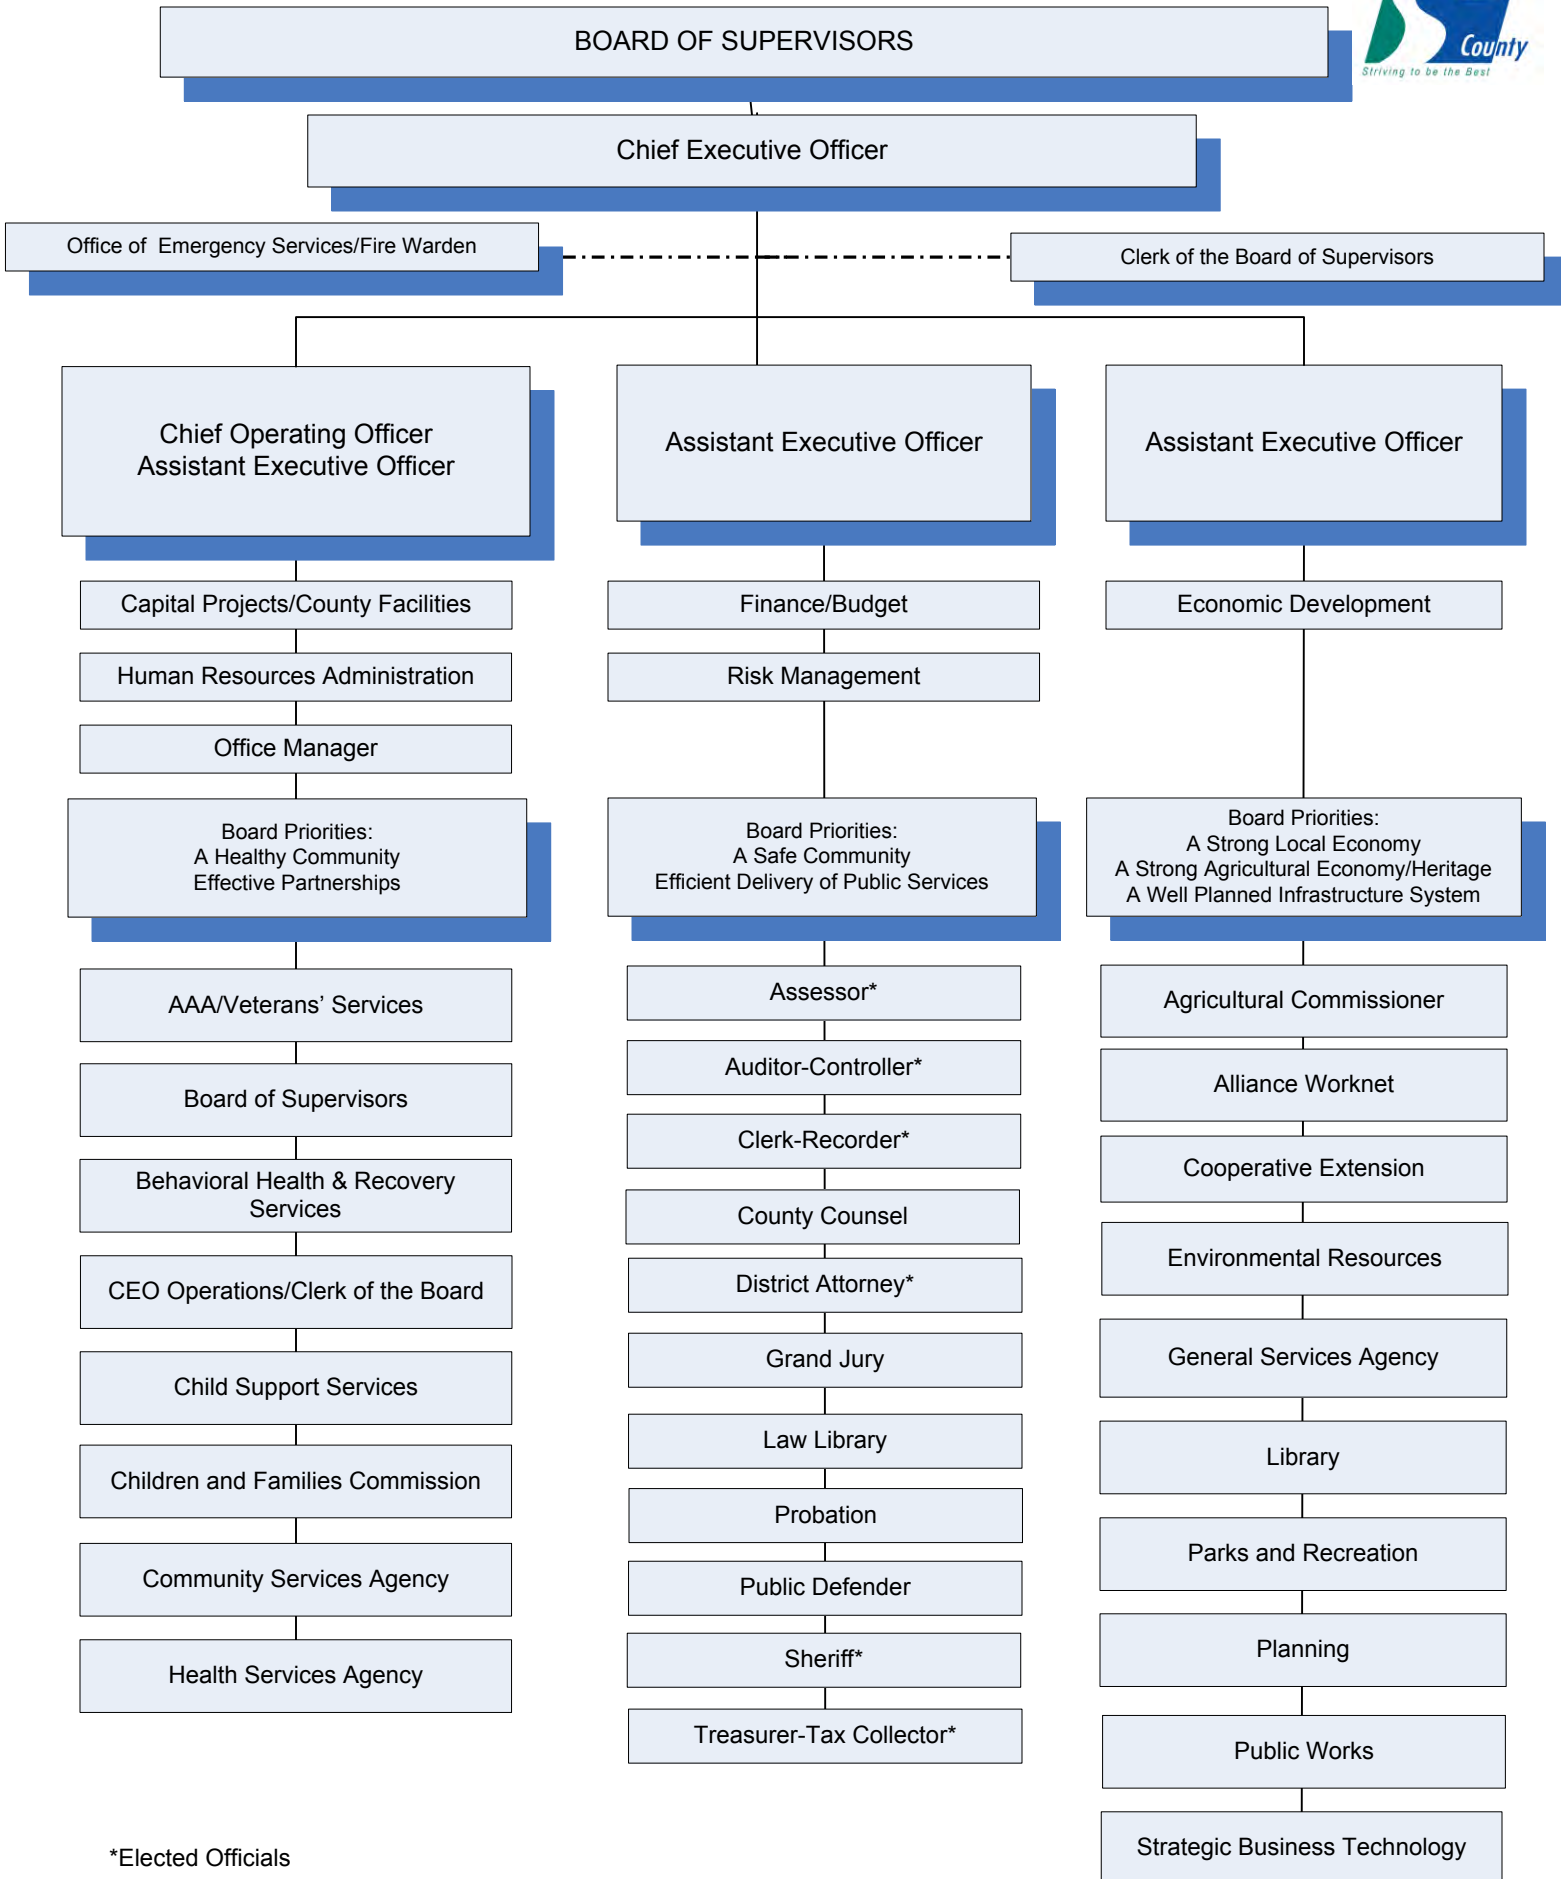 BOARD OF SUPERVISORS
County
Striving to be the Best
Chief Executive Officer
Office of Emergency Services/Fire Warden
Clerk of the Board of Supervisors
Chief Operating Officer
Assistant Executive Officer
Capital Projects/County Facilities
Human Resources Administration
Office Manager
Board Priorities:
A Healthy Community
Effective Partnerships
AAA/Veterans’ Services
Board of Supervisors
Behavioral Health & Recovery
Services
CEO Operations/Clerk of the Board
Child Support Services
Children and Families Commission
Community Services Agency
Health Services Agency
Assistant Executive Officer
Finance/Budget
Risk Management
Board Priorities:
A Safe Community
Efficient Delivery of Public Services
Assessor*
Auditor-Controller*
Clerk-Recorder*
County Counsel
District Attorney*
Grand Jury
Law Library
Probation
Public Defender
Sheriff*
Treasurer-Tax Collector*
Assistant Executive Officer
Economic Development
Board Priorities:
A Strong Local Economy
A Strong Agricultural Economy/Heritage
A Well Planned Infrastructure System
Agricultural Commissioner
Alliance Worknet
Cooperative Extension
Environmental Resources
General Services Agency
Library
Parks and Recreation
Planning
Public Works
Strategic Business Technology
*Elected Officials